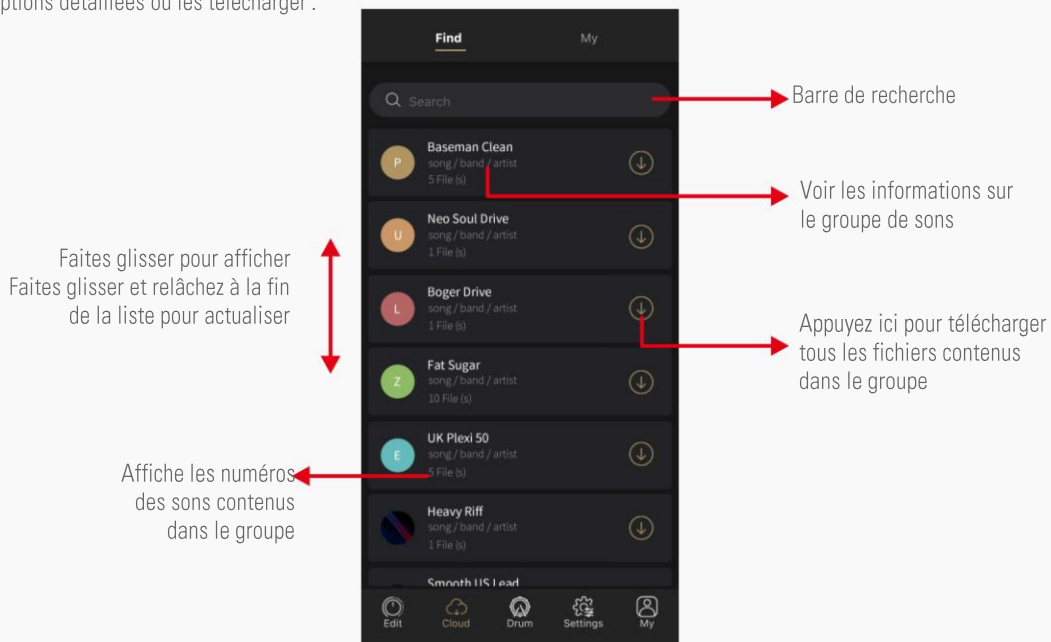 ptions détaillées ou les télécharger :
Find
My
Search
Barre de recherche
P
Baseman Clean
song / band / artist
5 File (s)
Voir les informations sur
le groupe de sons
U
Neo Soul Drive
song / band / artist
1 File (s)
Faites glisser pour afficher
Faites glisser et relâchez à la fin
de la liste pour actualiser
L
Boger Drive
song / band / artist
1 File (s)
Appuyez ici pour télécharger
tous les fichiers contenus
dans le groupe
Z
Fat Sugar
song / band / artist
10 File (s)
E
UK Plexi 50
song / band / artist
5 File (s)
Affiche les numéros
des sons contenus
dans le groupe
Heavy Riff
song / band / artist
1 File (s)
Smooth US Lead
Edit
Cloud
Drum
Settings
My